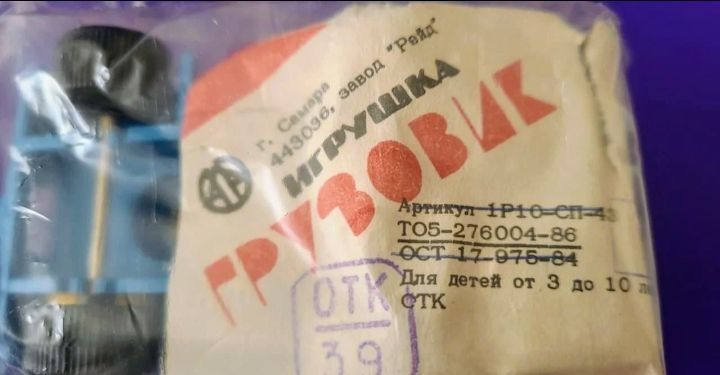 г. Самара
443036, завод "Рейд"
ИГРУШКА
ГРУЗОВИК
Артикул 1Р10-СП-43
ТО5-276004-86
ОСТ 17-975-84
Для детей от 3 до 10
ОТК
ОТК
39